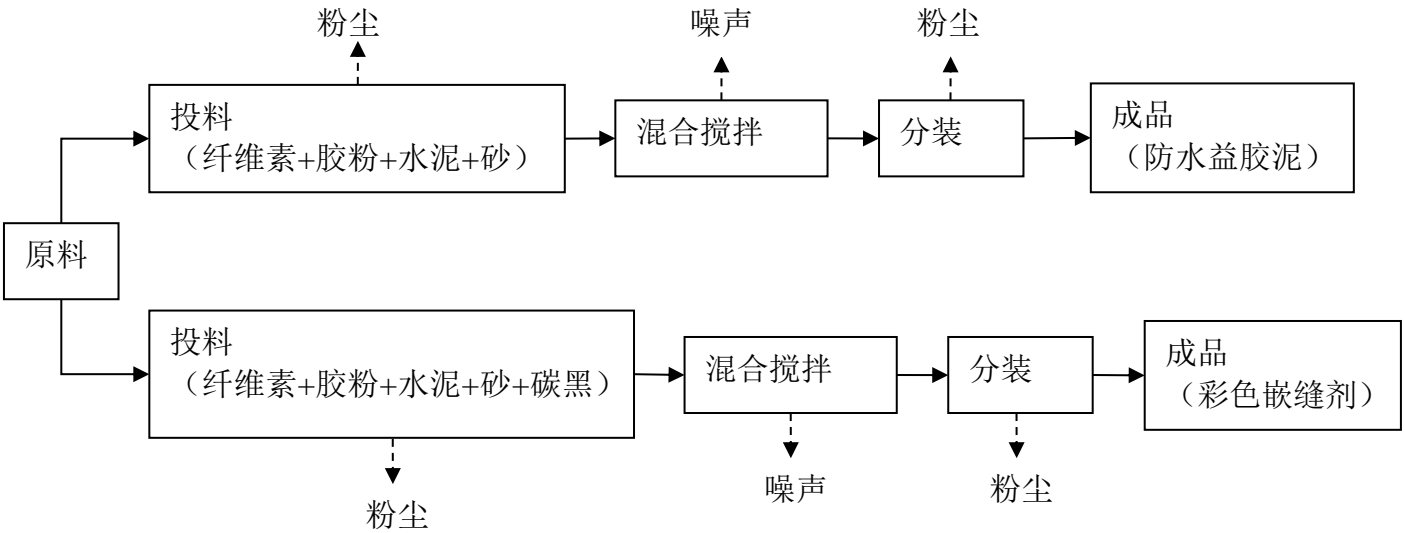 粉尘
噪声
粉尘
投料
（纤维素+胶粉+水泥+砂）
混合搅拌
分装
成品
（防水益胶泥）
原料
投料
（纤维素+胶粉+水泥+砂+碳黑）
混合搅拌
分装
成品
（彩色嵌缝剂）
粉尘
噪声
粉尘